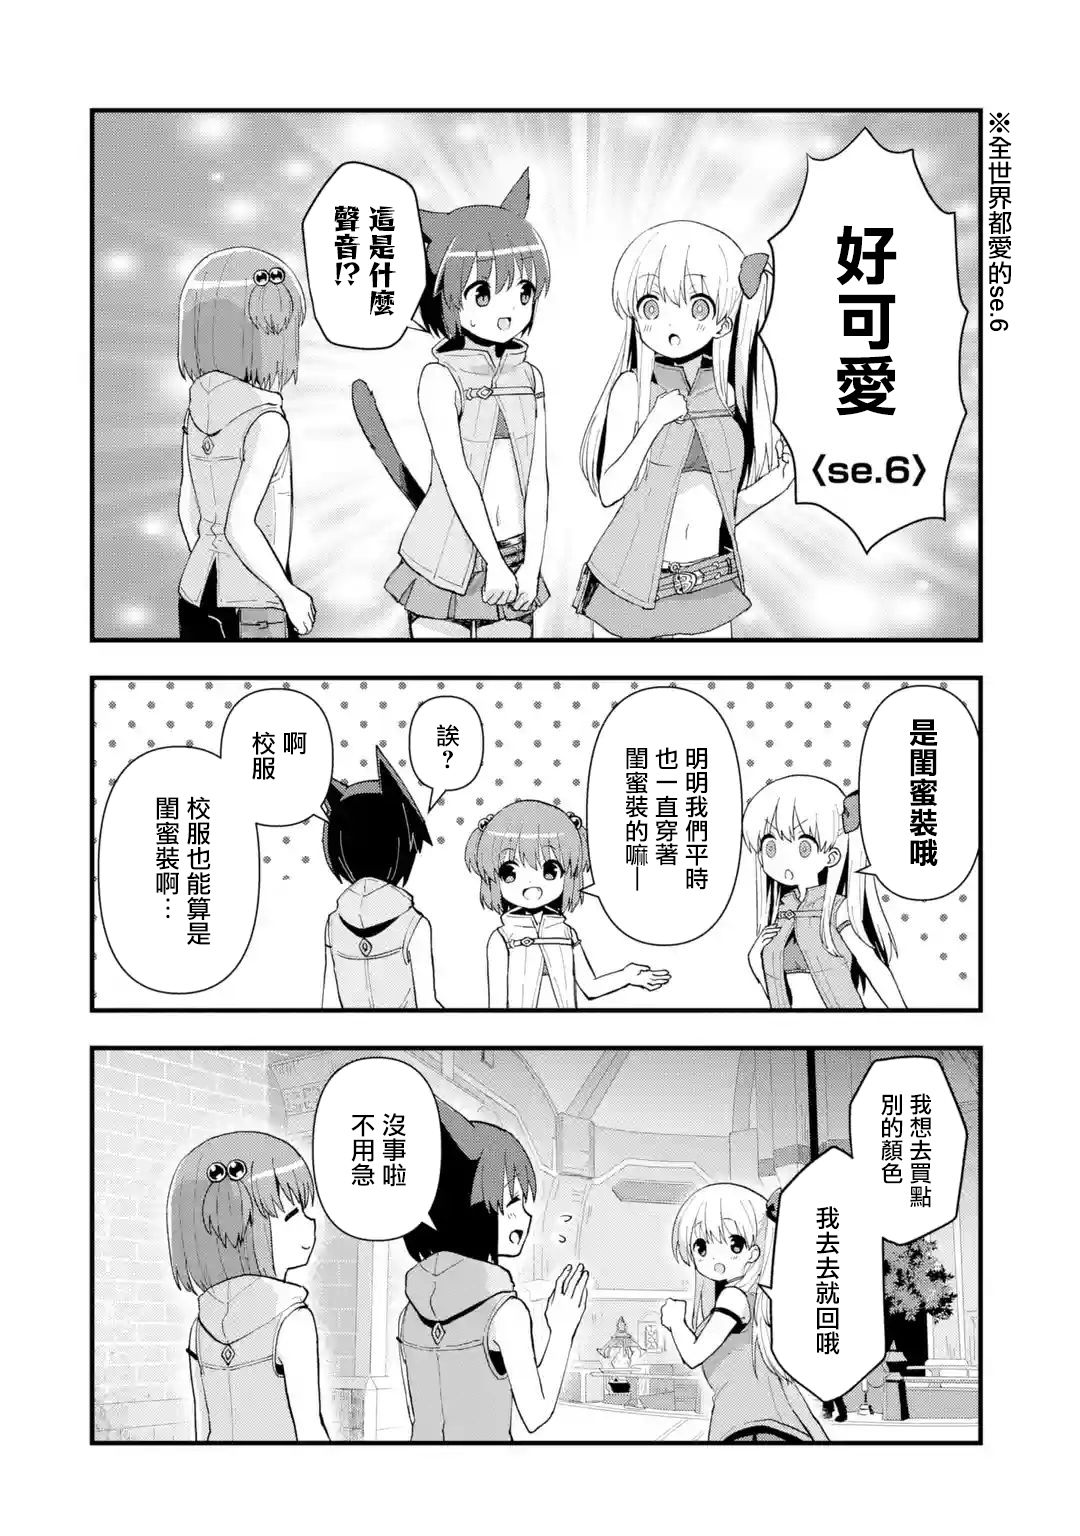 ※全世界都愛的se.6
好可愛
〈se.6〉
這是什麼
聲音!?
是閨蜜裝哦
明明我們平時
也一直穿著
閨蜜裝的嘛—
誒?
啊
校服
校服也能算是
閨蜜裝啊…
我想去買點
別的顏色
我去去就回哦
沒事啦
不用急